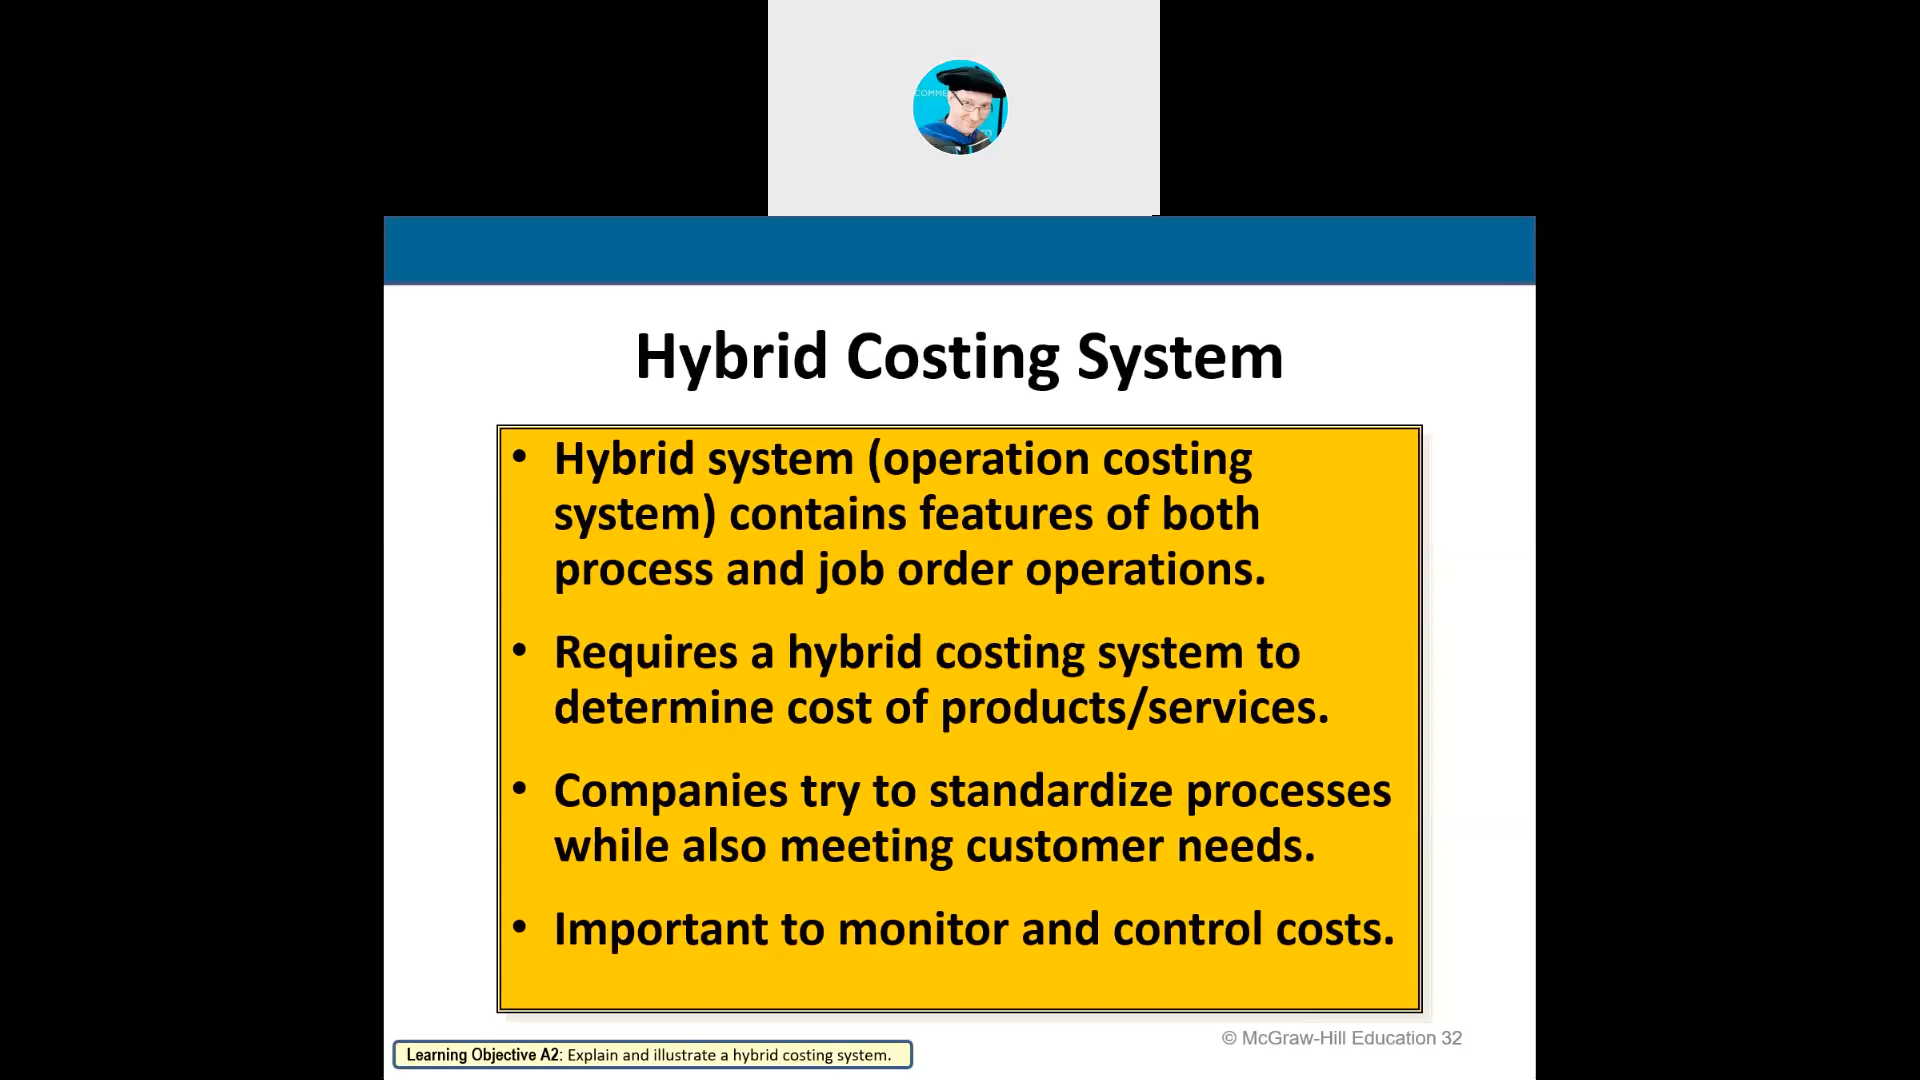 COMME
Hybrid Costing System
• Hybrid system (operation costing
system) contains features of both
process and job order operations.
• Requires a hybrid costing system to
determine cost of products/services.
• Companies try to standardize processes
while also meeting customer needs.
• Important to monitor and control costs.
© McGraw-Hill Education 32
Learning Objective A2: Explain and illustrate a hybrid costing system.